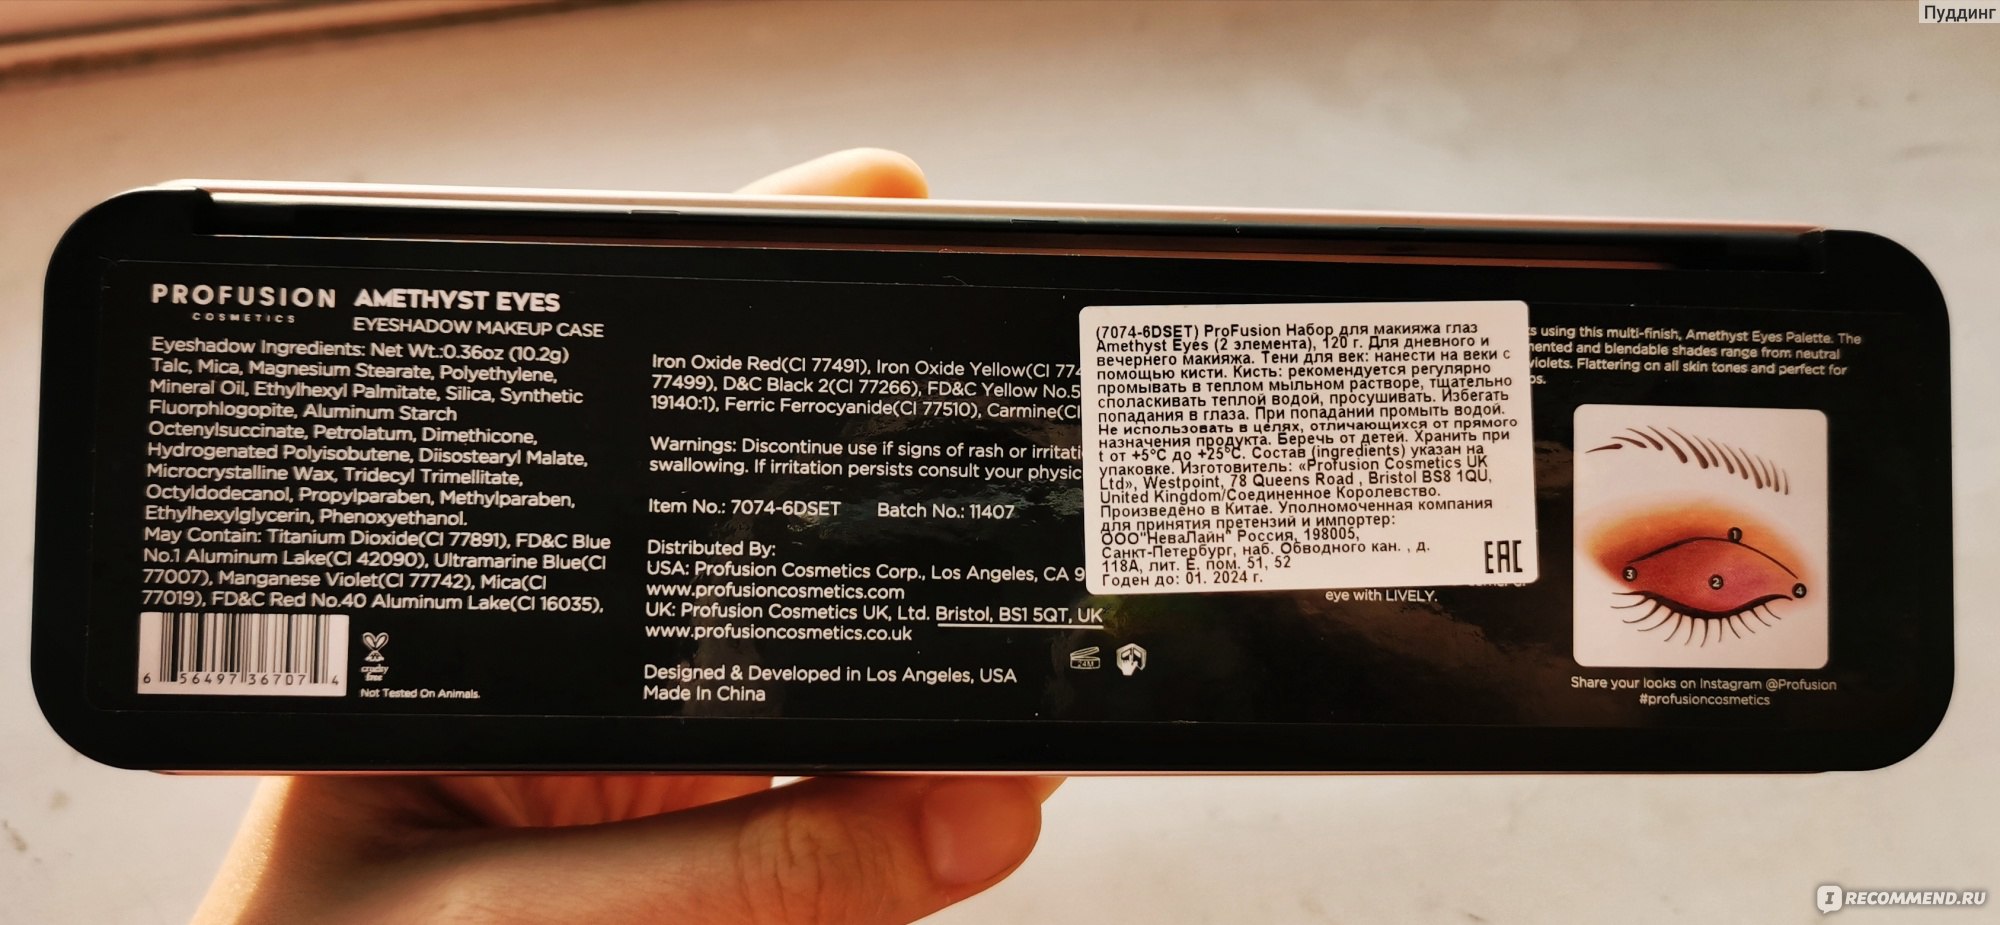 Пуддинг
PROFUSION
COSMETICS
AMETHYST EYES
EYESHADOW MAKEUP CASE
Eyeshadow Ingredients: Net Wt.:0.36oz (10.2g)
Talc, Mica, Magnesium Stearate, Polyethylene,
Mineral Oil, Ethylhexyl Palmitate, Silica, Synthetic
Fluorphlogopite, Aluminum Starch
Octenylsuccinate, Petrolatum, Dimethicone,
Hydrogenated Polyisobutene, Diisostearyl Malate,
Microcrystalline Wax, Tridecyl Trimellitate,
Octyldodecanol, Propylparaben, Methylparaben,
Ethylhexylglycerin, Phenoxyethanol.
May Contain: Titanium Dioxide(CI 77891), FD&C Blue
No.1 Aluminum Lake(CI 42090), Ultramarine Blue(CI
77007), Manganese Violet(CI 77742), Mica(CI
77019), FD&C Red No.40 Aluminum Lake(CI 16035),
6 56497 36707 4
cruelty
free
Not Tested On Animals.
Iron Oxide Red(CI 77491), Iron Oxide Yellow(CI 774
77499), D&C Black 2(CI 77266), FD&C Yellow No.5
19140:1), Ferric Ferrocyanide(CI 77510), Carmine(CI
Warnings: Discontinue use if signs of rash or irritati
swallowing. If irritation persists consult your physic
Item No.: 7074-6DSET Batch No.: 11407
Distributed By:
USA: Profusion Cosmetics Corp., Los Angeles, CA 9
www.profusioncosmetics.com
UK: Profusion Cosmetics UK, Ltd. Bristol, BS1 5QT, UK
www.profusioncosmetics.co.uk
Designed & Developed in Los Angeles, USA
Made In China
24M
(7074-6DSET) ProFusion Набор для макияжа глаз
Amethyst Eyes (2 элемента), 120 г. Для дневного и
вечернего макияжа. Тени для век: нанести на веки с
помощью кисти. Кисть: рекомендуется регулярно
промывать в теплом мыльном растворе, тщательно
споласкивать теплой водой, просушивать. Избегать
попадания в глаза. При попадании промыть водой.
Не использовать в целях, отличающихся от прямого
назначения продукта. Беречь от детей. Хранить при
t от +5°C до +25°C. Состав (ingredients) указан на
упаковке. Изготовитель: «Profusion Cosmetics UK
Ltd», Westpoint, 78 Queens Road , Bristol BS8 1QU,
United Kingdom/Соединенное Королевство.
Произведено в Китае. Уполномоченная компания
для принятия претензий и импортер:
ООО"НеваЛайн" Россия, 198005,
Санкт-Петербург, наб. Обводного кан. , д.
118А, лит. Е. пом. 51, 52
Годен до: 01. 2024 г.
EAC
s using this multi-finish, Amethyst Eyes Palette. The
ented and blendable shades range from neutral
violets. Flattering on all skin tones and perfect for
os.
eye with LIVELY.
1
2
3
4
Share your looks on Instagram @Profusion
#profusioncosmetics
I RECOMMEND.RU